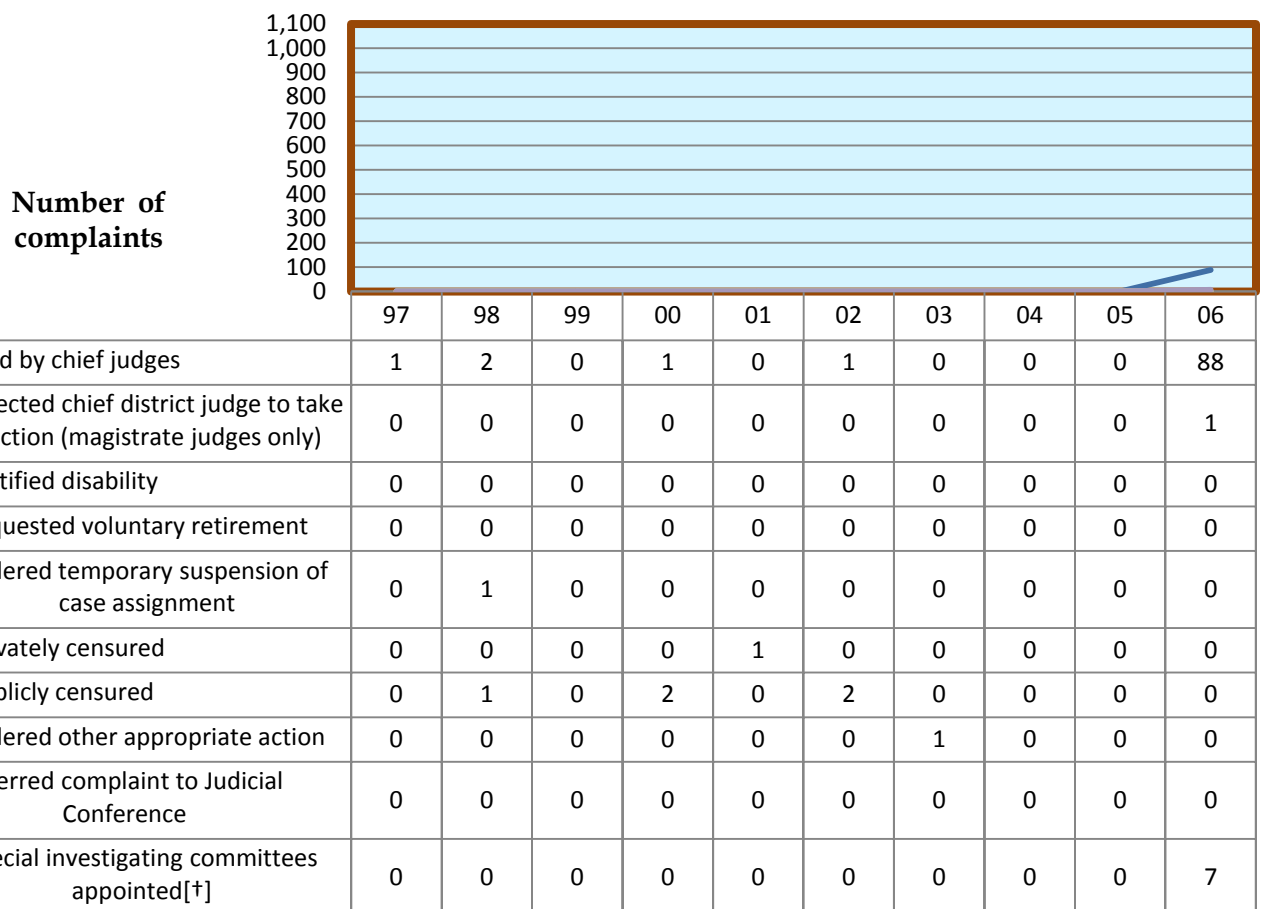 1,100
1,000
900
800
700
600
500
400
300
200
100
0
Number of
complaints
97 98 99 00 01 02 03 04 05 06
by chief judges 1 2 0 1 0 1 0 0 0 88
chief district judge to take
(magistrate judges only) 0 0 0 0 0 0 0 0 0 1
disability 0 0 0 0 0 0 0 0 0 0
voluntary retirement 0 0 0 0 0 0 0 0 0 0
temporary suspension of
case assignment 0 1 0 0 0 0 0 0 0 0
censured 0 0 0 0 1 0 0 0 0 0
censured 0 1 0 2 0 2 0 0 0 0
other appropriate action 0 0 0 0 0 0 1 0 0 0
complaint to Judicial
Conference 0 0 0 0 0 0 0 0 0 0
investigating committees
appointed[†] 0 0 0 0 0 0 0 0 0 7